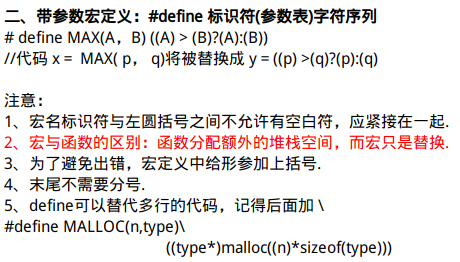 二、带参数宏定义：#define 标识符(参数表)字符序列
# define MAX(A，B) ((A) > (B)?(A):(B))
//代码 x =  MAX( p， q)将被替换成 y = ((p) >(q)?(p):(q)
注意：
1、宏名标识符与左圆括号之间不允许有空白符，应紧接在一起.
2、宏与函数的区别：函数分配额外的堆栈空间，而宏只是替换.
3、为了避免出错，宏定义中给形参加上括号.
4、末尾不需要分号.
5、define可以替代多行的代码，记得后面加 \
#define MALLOC(n,type)\
((type*)malloc((n)*sizeof(type)))